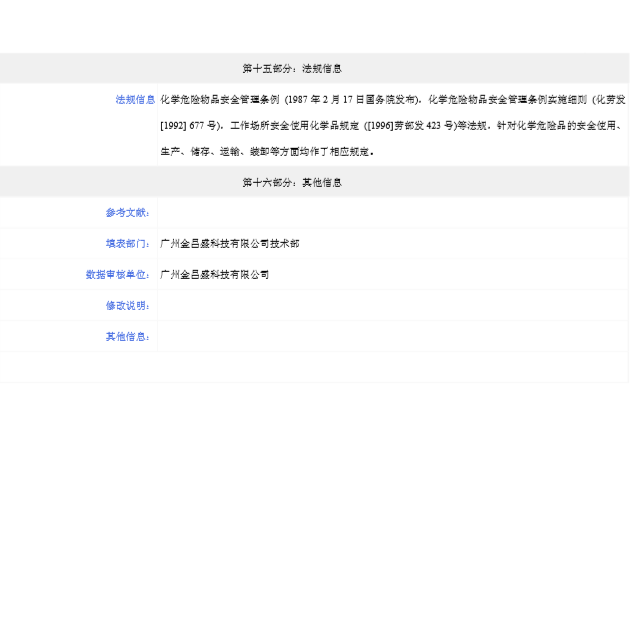 第十五部分：法规信息
法规信息 化学危险物品安全管理条例 (1987 年 2 月 17 日国务院发布)，化学危险物品安全管理条例实施细则 (化劳发
[1992] 677 号)，工作场所安全使用化学品规定 ([1996]劳部发 423 号)等法规，针对化学危险品的安全使用、
生产、储存、运输、装卸等方面均作了相应规定。
第十六部分：其他信息
参考文献：
填表部门： 广州金昌盛科技有限公司技术部
数据审核单位： 广州金昌盛科技有限公司
修改说明：
其他信息：